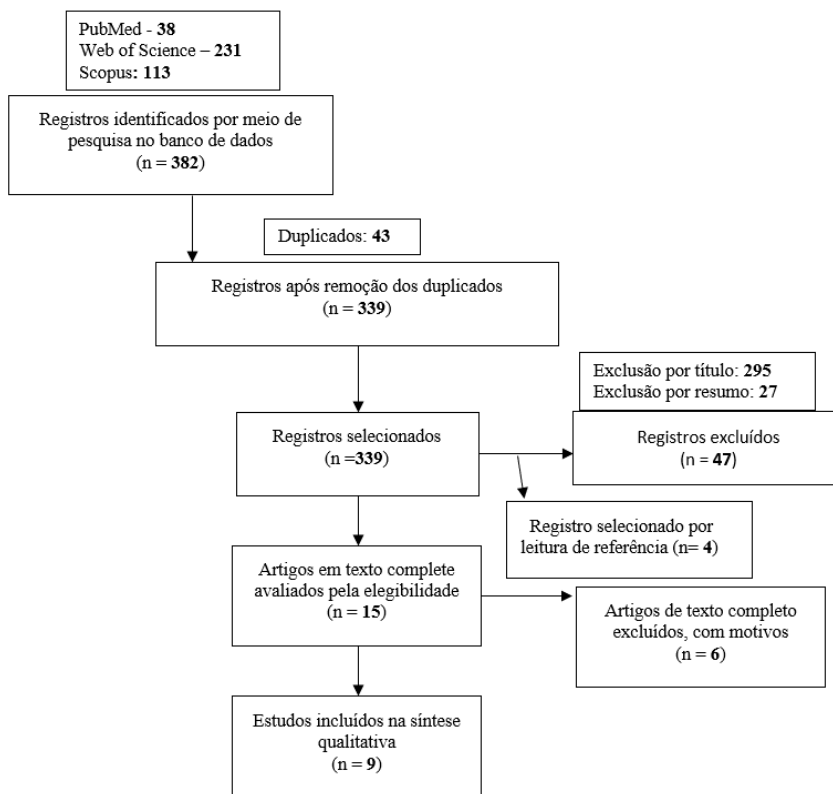 PubMed - 38
Web of Science – 231
Scopus: 113
Registros identificados por meio de
pesquisa no banco de dados
(n = 382)
Duplicados: 43
Registros após remoção dos duplicados
(n = 339)
Exclusão por título: 295
Exclusão por resumo: 27
Registros selecionados
(n =339)
Registros excluídos
(n = 47)
Registro selecionado por
leitura de referência (n= 4)
Artigos em texto complete
avaliados pela elegibilidade
(n = 15)
Artigos de texto completo
excluídos, com motivos
(n = 6)
Estudos incluídos na síntese
qualitativa
(n = 9)